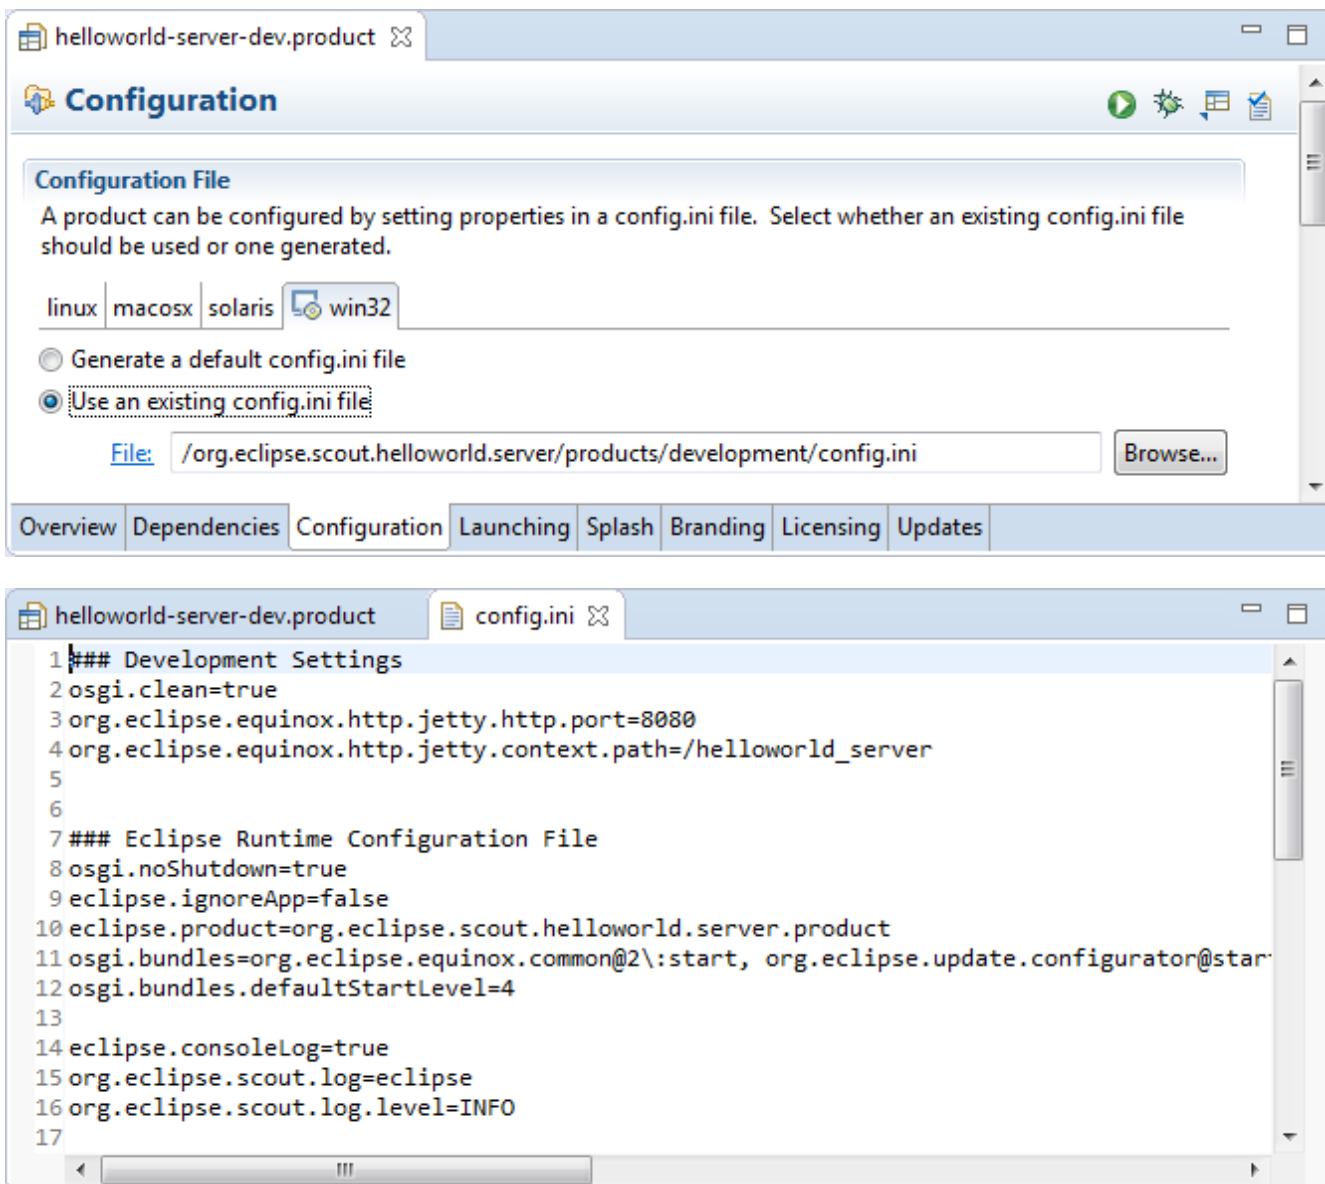 helloworld-server-dev.product
Configuration
Configuration File
A product can be configured by setting properties in a config.ini file. Select whether an existing config.ini file
should be used or one generated.
linux macosx solaris win32
Generate a default config.ini file
Use an existing config.ini file
File: /org.eclipse.scout.helloworld.server/products/development/config.ini Browse...
Overview Dependencies Configuration Launching Splash Branding Licensing Updates
helloworld-server-dev.product config.ini
1 ### Development Settings
2 osgi.clean=true
3 org.eclipse.equinox.http.jetty.http.port=8080
4 org.eclipse.equinox.http.jetty.context.path=/helloworld_server
5
6
7 ### Eclipse Runtime Configuration File
8 osgi.noShutdown=true
9 eclipse.ignoreApp=false
10 eclipse.product=org.eclipse.scout.helloworld.server.product
11 osgi.bundles=org.eclipse.equinox.common@2\:start, org.eclipse.update.configurator@star
12 osgi.bundles.defaultStartLevel=4
13
14 eclipse.consoleLog=true
15 org.eclipse.scout.log=eclipse
16 org.eclipse.scout.log.level=INFO
17